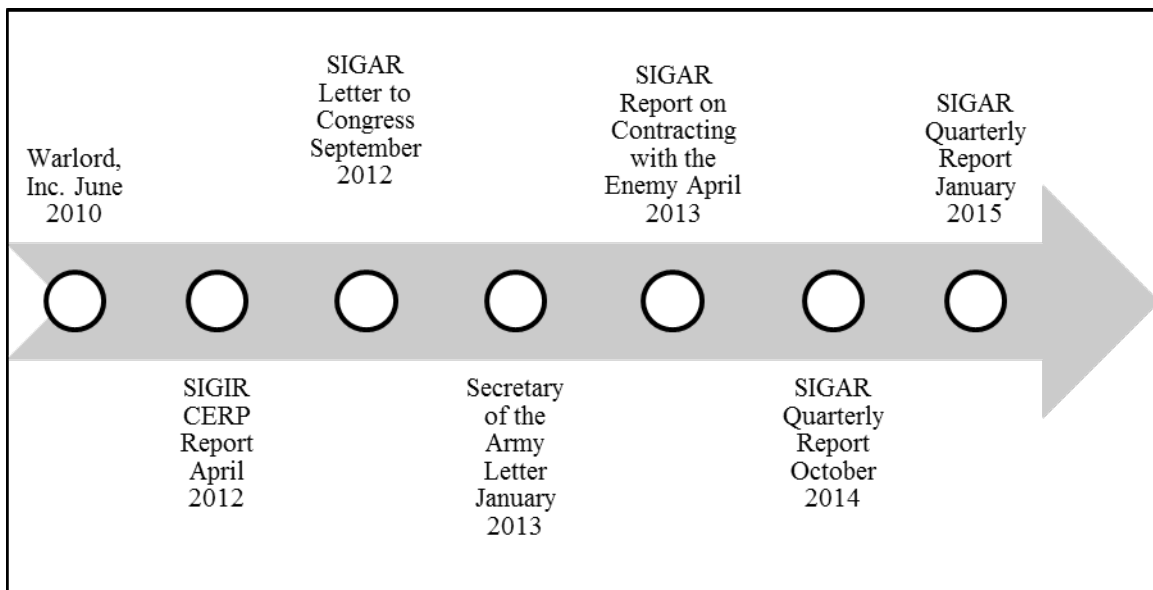 Warlord,
Inc. June
2010
SIGIR
CERP
Report
April
2012
SIGAR
Letter to
Congress
September
2012
Secretary
of the
Army
Letter
January
2013
SIGAR
Report on
Contracting
with the
Enemy April
2013
SIGAR
Quarterly
Report
October
2014
SIGAR
Quarterly
Report
January
2015